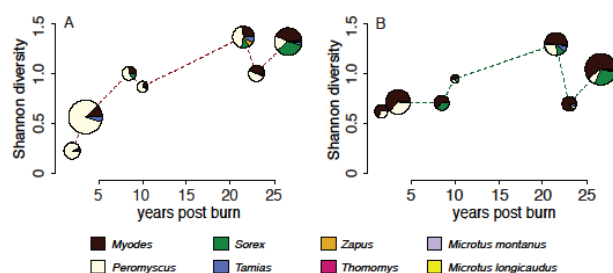 A
B
Shannon diversity
0 0.5 1.0 1.5
5 10 15 20 25
years post burn
Shannon diversity
0 0.5 1.0 1.5
5 10 15 20 25
years post burn
Myodes Sorex Zapus Microtus montanus
Peromyscus Tamias Thomomys Microtus longicaudus